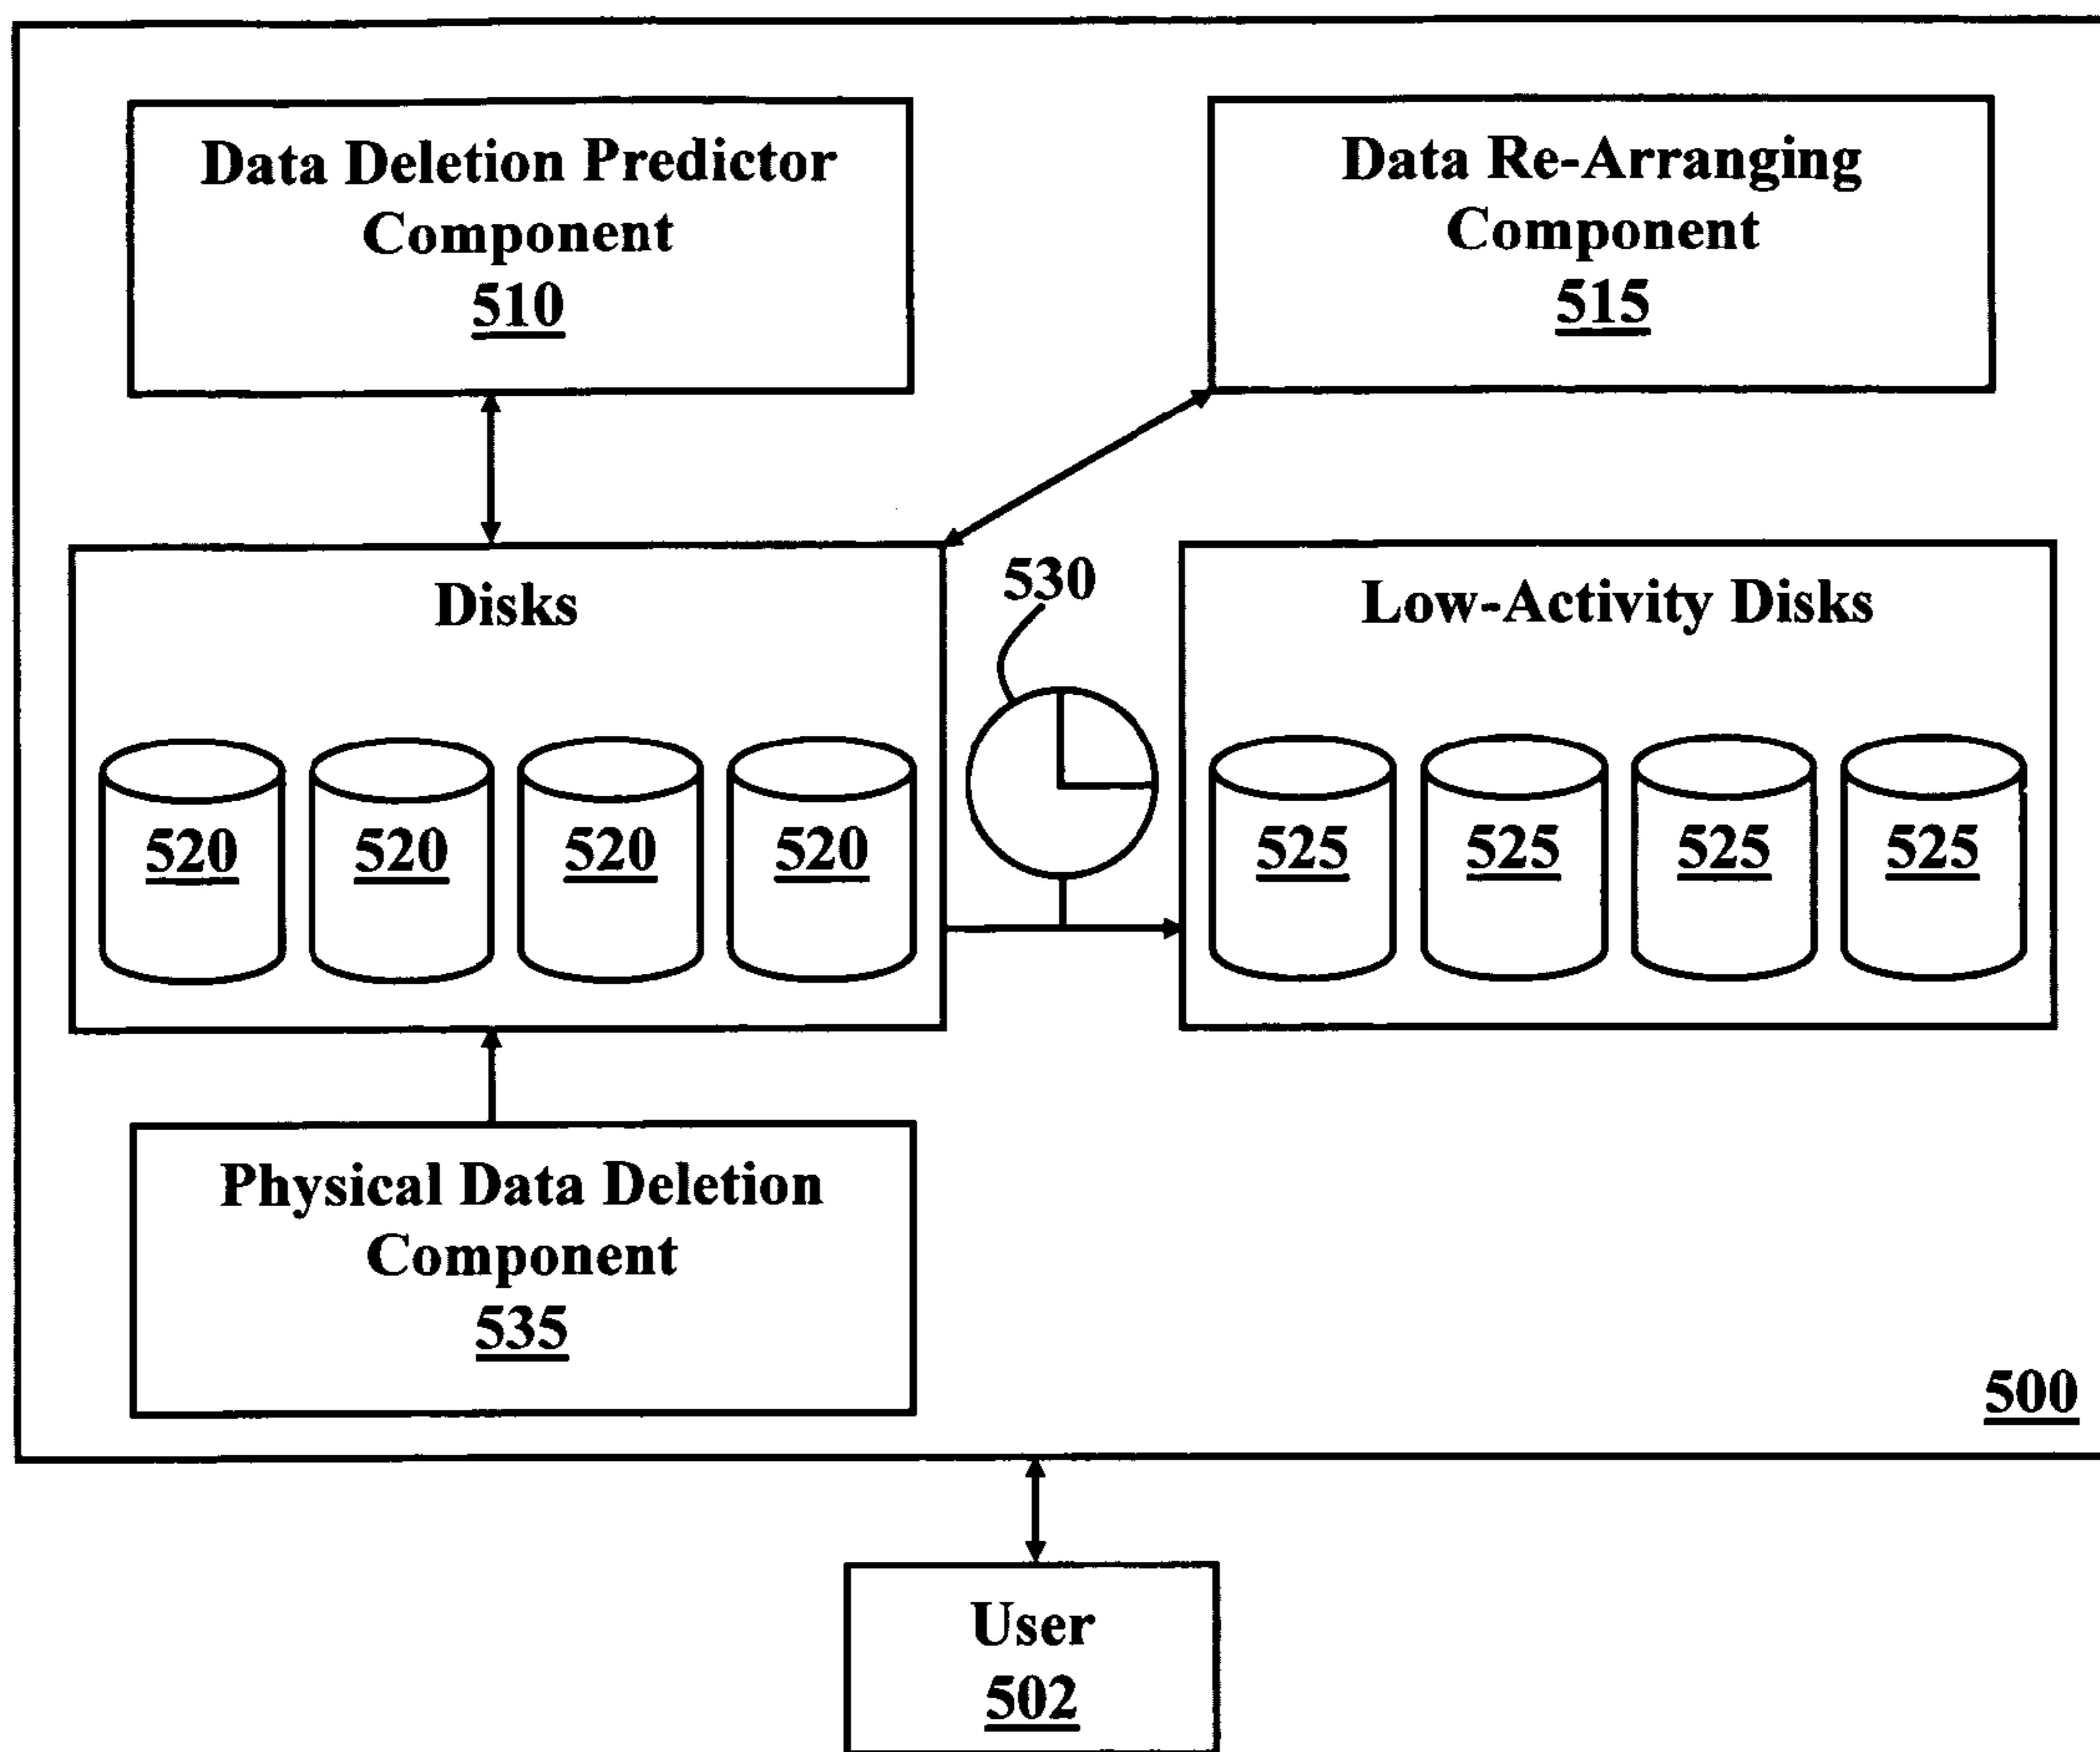 Data Deletion Predictor
Component
510
Data Re-Arranging
Component
515
Disks
530
Low-Activity Disks
520 520 520 520
525 525 525 525
Physical Data Deletion
Component
535
500
User
502